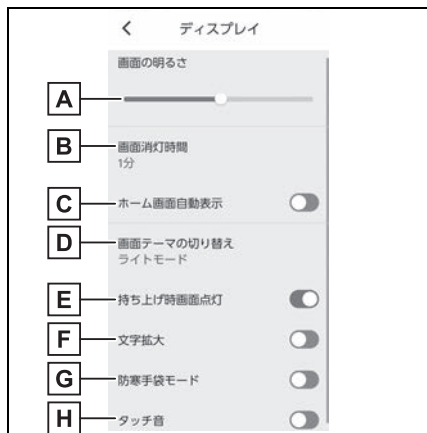 ディスプレイ
画面の明るさ
A
B 画面消灯時間
1分
C ホーム画面自動表示
D 画面テーマの切り替え
ライトモード
E 持ち上げ時画面点灯
F 文字拡大
G 防寒手袋モード
H タッチ音